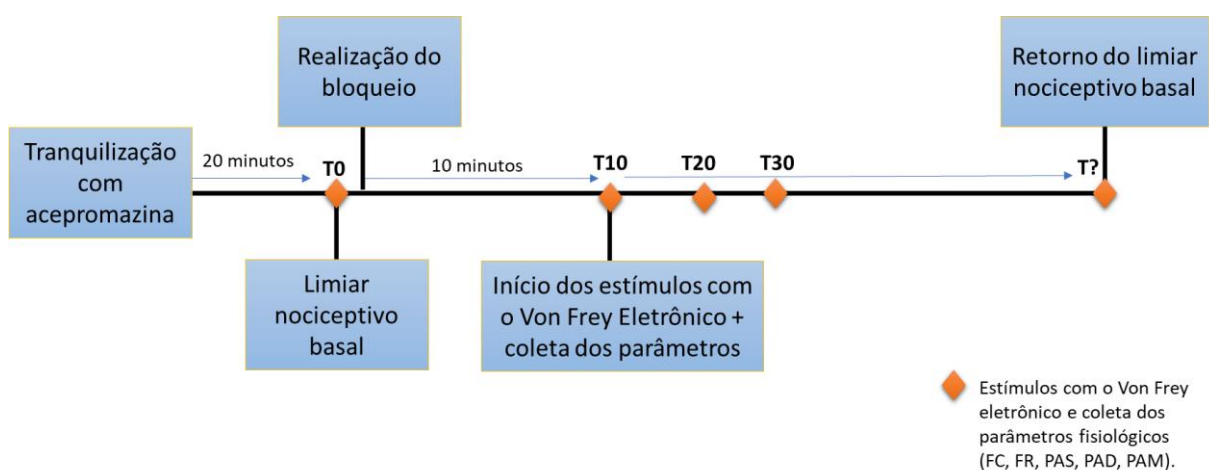 Realização do
bloqueio
Retorno do limiar
nociceptivo basal
Tranquilização
com
acepromazina
20 minutos
T0
10 minutos
T10
T20
T30
T?
Limiar
nociceptivo
basal
Início dos estímulos com
o Von Frey Eletrônico +
coleta dos parâmetros
Estímulos com o Von Frey
eletrônico e coleta dos
parâmetros fisiológicos
(FC, FR, PAS, PAD, PAM).